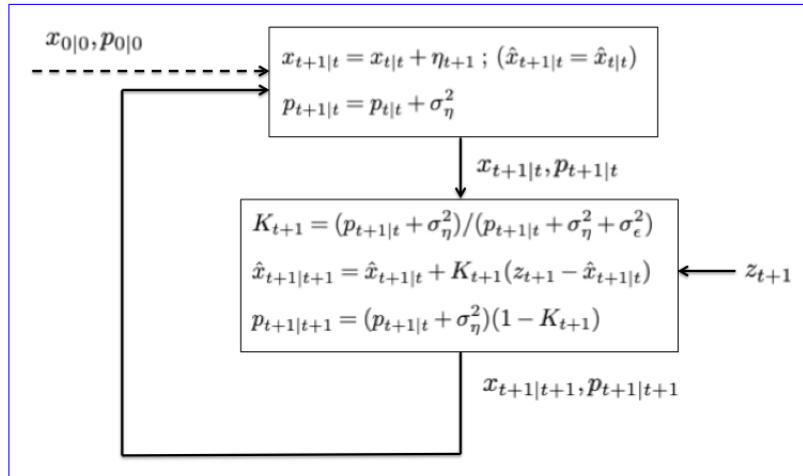 x_{0|0}, p_{0|0}
x_{t+1|t} = x_{t|t} + η_{t+1} ; (x̂_{t+1|t} = x̂_{t|t})
p_{t+1|t} = p_{t|t} + σ_η^2
x_{t+1|t}, p_{t+1|t}
K_{t+1} = (p_{t+1|t} + σ_η^2)/(p_{t+1|t} + σ_η^2 + σ_ϵ^2)
x̂_{t+1|t+1} = x̂_{t+1|t} + K_{t+1}(z_{t+1} − x̂_{t+1|t})
z_{t+1}
p_{t+1|t+1} = (p_{t+1|t} + σ_η^2)(1 − K_{t+1})
x_{t+1|t+1}, p_{t+1|t+1}